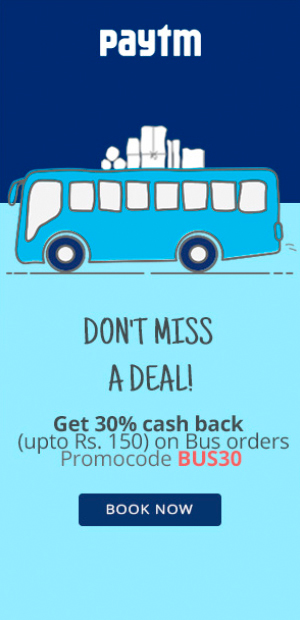 paytm
DON'T MISS
A DEAL!
Get 30% cash back
(upto Rs. 150) on Bus orders
Promocode BUS30
BOOK NOW